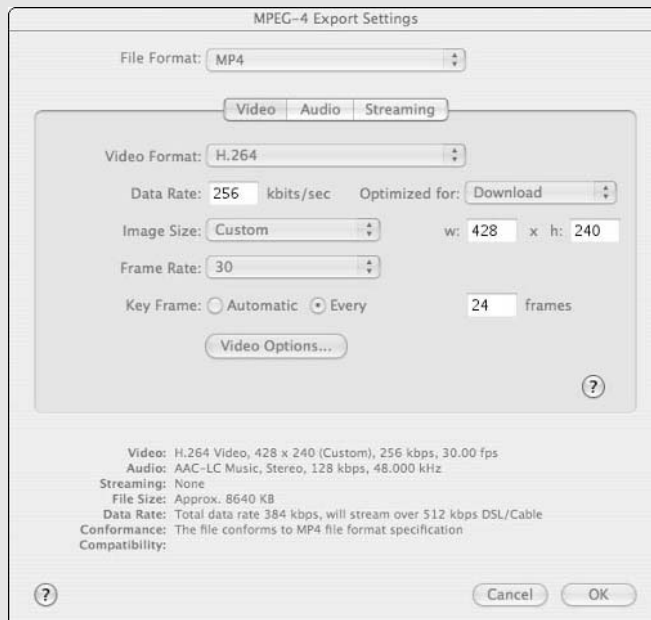 MPEG-4 Export Settings
File Format: MP4
Video Audio Streaming
Video Format: H.264
Data Rate: 256 kbits/sec Optimized for: Download
Image Size: Custom w: 428 x h: 240
Frame Rate: 30
Key Frame: Automatic Every 24 frames
Video Options...
?
Video: H.264 Video, 428 x 240 (Custom), 256 kbps, 30.00 fps
Audio: AAC-LC Music, Stereo, 128 kbps, 48.000 kHz
Streaming: None
File Size: Approx. 8640 KB
Data Rate: Total data rate 384 kbps, will stream over 512 kbps DSL/Cable
Conformance: The file conforms to MP4 file format specification
Compatibility:
? Cancel OK